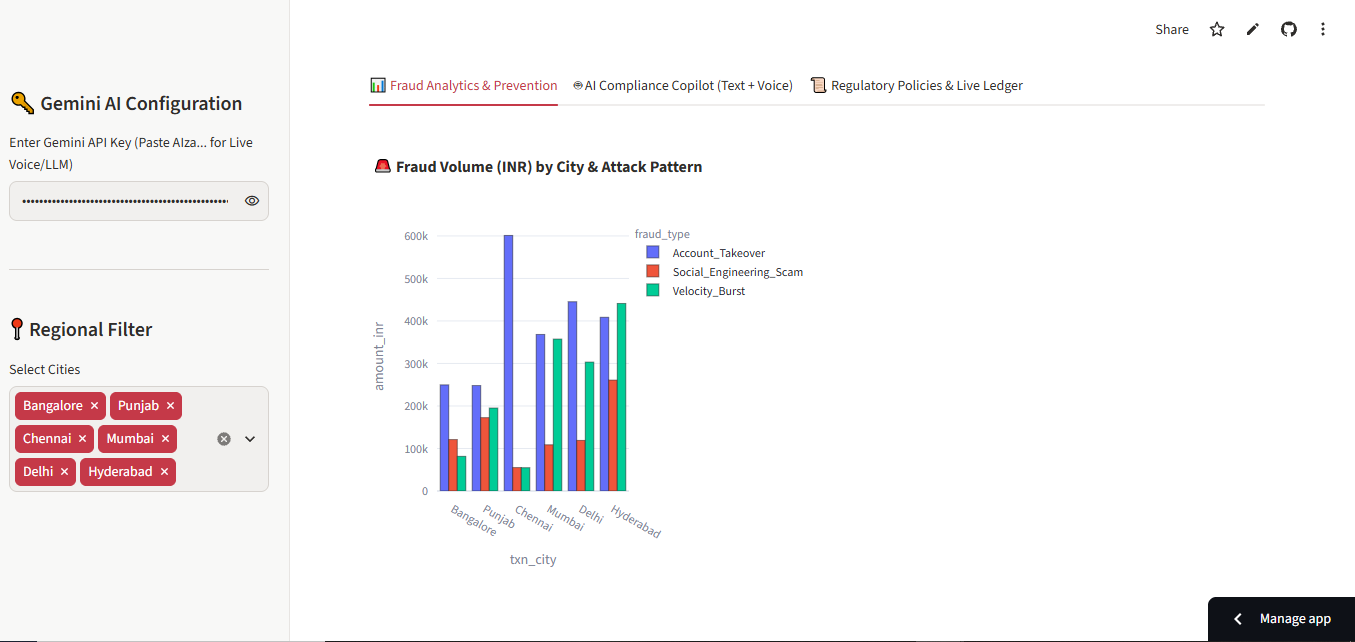 Share
Gemini AI Configuration
Enter Gemini API Key (Paste AIza... for Live
Voice/LLM)
Regional Filter
Select Cities
Bangalore
Punjab
Chennai
Mumbai
Delhi
Hyderabad
Fraud Analytics & Prevention
AI Compliance Copilot (Text + Voice)
Regulatory Policies & Live Ledger
Fraud Volume (INR) by City & Attack Pattern
fraud_type
Account_Takeover
Social_Engineering_Scam
Velocity_Burst
amount_inr
600k
500k
400k
300k
200k
100k
0
Bangalore
Punjab
Chennai
Mumbai
Delhi
Hyderabad
txn_city
Manage app